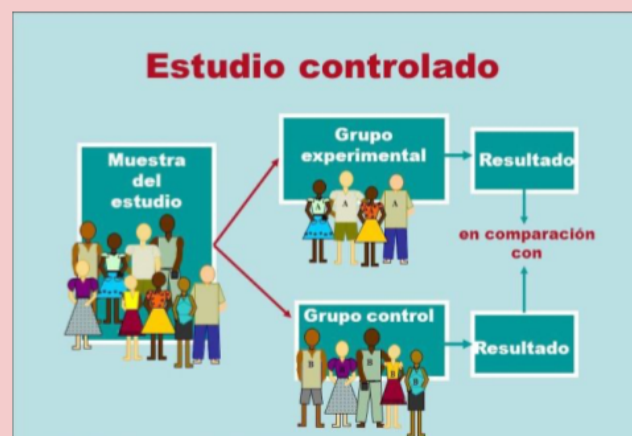 Estudio controlado
Muestra
del
estudio
Grupo
experimental
Resultado
A
A
A
A
en comparación
con
Grupo control
Resultado
B
B
B
B
B